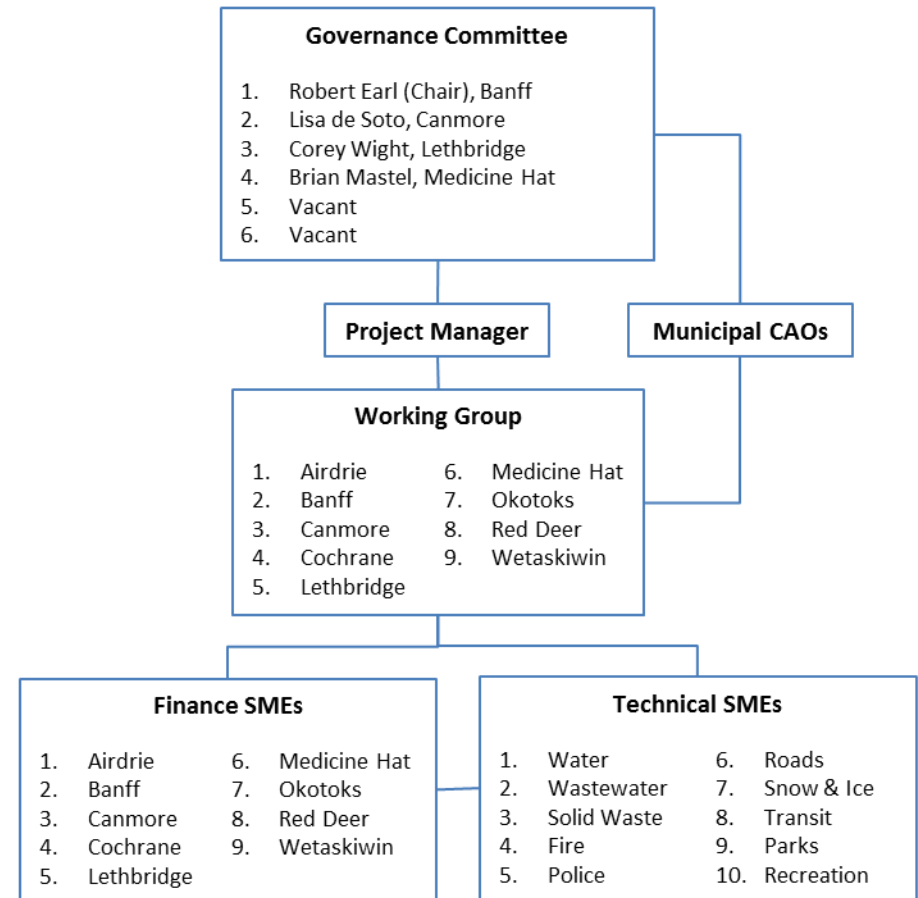 Governance Committee
1. Robert Earl (Chair), Banff
2. Lisa de Soto, Canmore
3. Corey Wight, Lethbridge
4. Brian Mastel, Medicine Hat
5. Vacant
6. Vacant
Project Manager
Municipal CAOs
Working Group
1. Airdrie
2. Banff
3. Canmore
4. Cochrane
5. Lethbridge
6. Medicine Hat
7. Okotoks
8. Red Deer
9. Wetaskiwin
Finance SMEs
1. Airdrie
2. Banff
3. Canmore
4. Cochrane
5. Lethbridge
6. Medicine Hat
7. Okotoks
8. Red Deer
9. Wetaskiwin
Technical SMEs
1. Water
2. Wastewater
3. Solid Waste
4. Fire
5. Police
6. Roads
7. Snow & Ice
8. Transit
9. Parks
10. Recreation